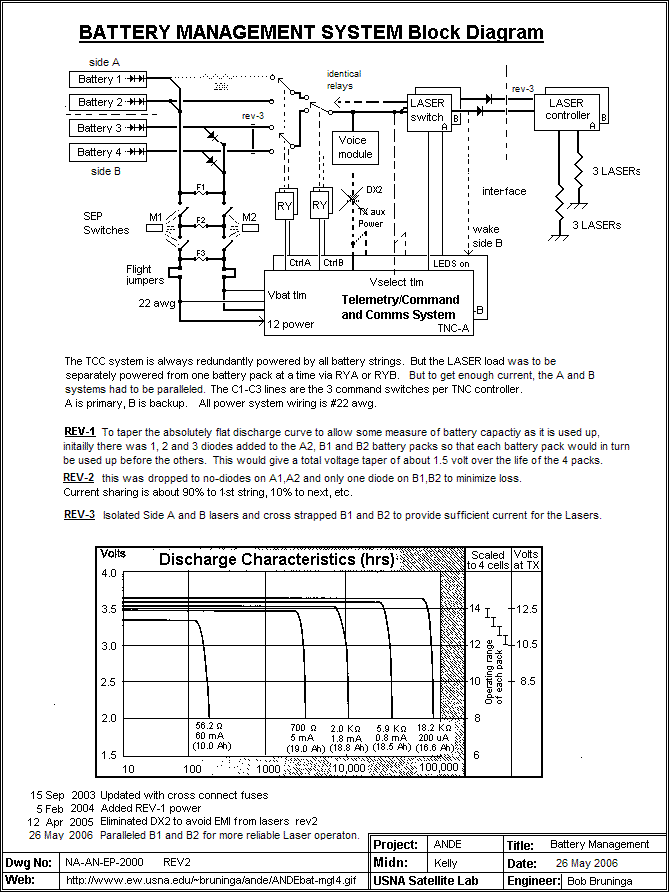 BATTERY MANAGEMENT SYSTEM Block Diagram
side A
Battery 1
Battery 2
Battery 3
Battery 4
side B
20k
rev-3
identical
relays
LASER
switch
A
B
rev-3
LASER
controller
A
B
3 LASERs
3 LASERs
interface
Voice
module
DX2
TX aux
Power
wake
side B
RY
RY
F1
F2
F3
SEP
Switches
M1
M2
Flight
jumpers
22 awg
CtrlA
CtrlB
LEDS on
Vbat tlm
Vselect tlm
Telemetry/Command
and Comms System
12 power
TNC-A
-B
The TCC system is always redundantly powered by all battery strings. But the LASER load was to be
separately powered from one battery pack at a time via RYA or RYB. But to get enough current, the A and B
systems had to be paralleled. The C1-C3 lines are the 3 command switches per TNC controller.
A is primary, B is backup. All power system wiring is #22 awg.
REV-1 To taper the absolutely flat discharge curve to allow some measure of battery capactiy as it is used up,
initailly there was 1, 2 and 3 diodes added to the A2, B1 and B2 battery packs so that each battery pack would in turn
be used up before the others. This would give a total voltage taper of about 1.5 volt over the life of the 4 packs.
REV-2 this was dropped to no-diodes on A1,A2 and only one diode on B1,B2 to minimize loss.
Current sharing is about 90% to 1st string, 10% to next, etc.
REV-3 Isolated Side A and B lasers and cross strapped B1 and B2 to provide sufficient current for the Lasers.
Volts
Discharge Characteristics (hrs)
Scaled
to 4 cells
Volts
at TX
4.0
3.5
3.0
2.5
2.0
1.5
14
12
10
8
6
12.5
10.5
8.5
Operating range
of each pack
56.2 Ω
60 mA
(10.0 Ah)
700 Ω
5 mA
(19.0 Ah)
2.0 KΩ
1.8 mA
(18.8 Ah)
5.9 KΩ
0.8 mA
(18.5 Ah)
18.2 KΩ
200 uA
(16.6 Ah)
10 100 1000 10,000 100,000
15 Sep 2003 Updated with cross connect fuses
5 Feb 2004 Added REV-1 power
12 Apr 2005 Eliminated DX2 to avoid EMI from lasers rev2
26 May 2006 Paralleled B1 and B2 for more reliable Laser operaton.
Project: ANDE
Title: Battery Management
Dwg No: NA-AN-EP-2000 REV2
Midn: Kelly
Date: 26 May 2006
Web: http://www.ew.usna.edu/~bruninga/ande/ANDEbat-mgt4.gif
USNA Satellite Lab
Engineer: Bob Bruninga